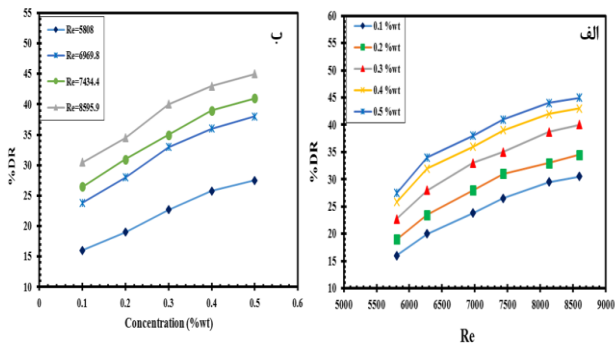 ب.
Re=5808
Re=6969.8
Re=7434.4
Re=8595.9
55
50
45
40
35
30
25
20
15
10
%DR
0
0.1
0.2
0.3
0.4
0.5
0.6
Concentration (%wt)
الف
0.1 %wt
0.2 %wt
0.3 %wt
0.4 %wt
0.5 %wt
60
55
50
45
40
35
30
25
20
15
10
%DR
5000
5500
6000
6500
7000
7500
8000
8500
9000
Re